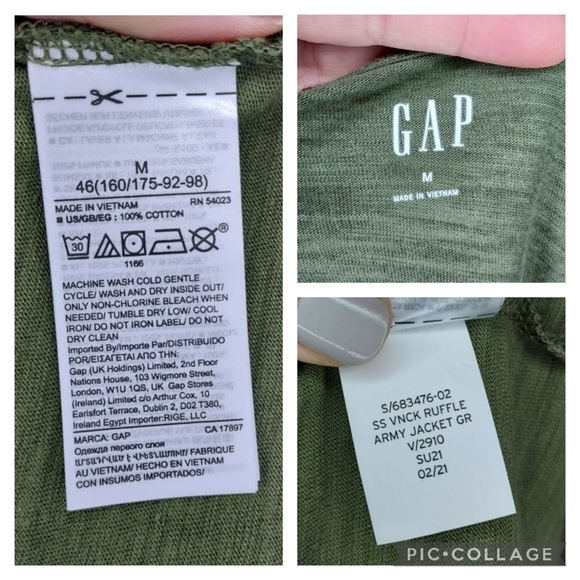 M
46(160/175-92-98)
MADE IN VIETNAM RN 54023
■ US/GB/EG : 100% COTTON
30
1166
MACHINE WASH COLD GENTLE
CYCLE/ WASH AND DRY INSIDE OUT/
ONLY NON-CHLORINE BLEACH WHEN
NEEDED/ TUMBLE DRY LOW/ COOL
IRON/ DO NOT IRON LABEL/ DO NOT
DRY CLEAN
Imported By/Importe Par/DISTRIBUIDO
POR/ΕΙΣΑΓΕΤΑΙ ΑΠΟ ΤΗΝ:
Gap (UK Holdings) Limited, 2nd Floor
Nations House, 103 Wigmore Street,
London, W1U 1QS, UK Gap Stores
(Ireland) Limited c/o Arthur Cox, 10
Earlsfort Terrace, Dublin 2, D02 T380,
Ireland Egypt Importer:RIGE, LLC
MARCA: GAP CA 17897
Одежда первого слоя
/ FABRIQUE
AU VIETNAM/ HECHO EN VIETNAM
CON INSUMOS IMPORTADOS/
GAP
M
MADE IN VIETNAM
S/683476-02
SS VNCK RUFFLE
ARMY JACKET GR
V/2910
SU21
02/21
PIC•COLLAGE